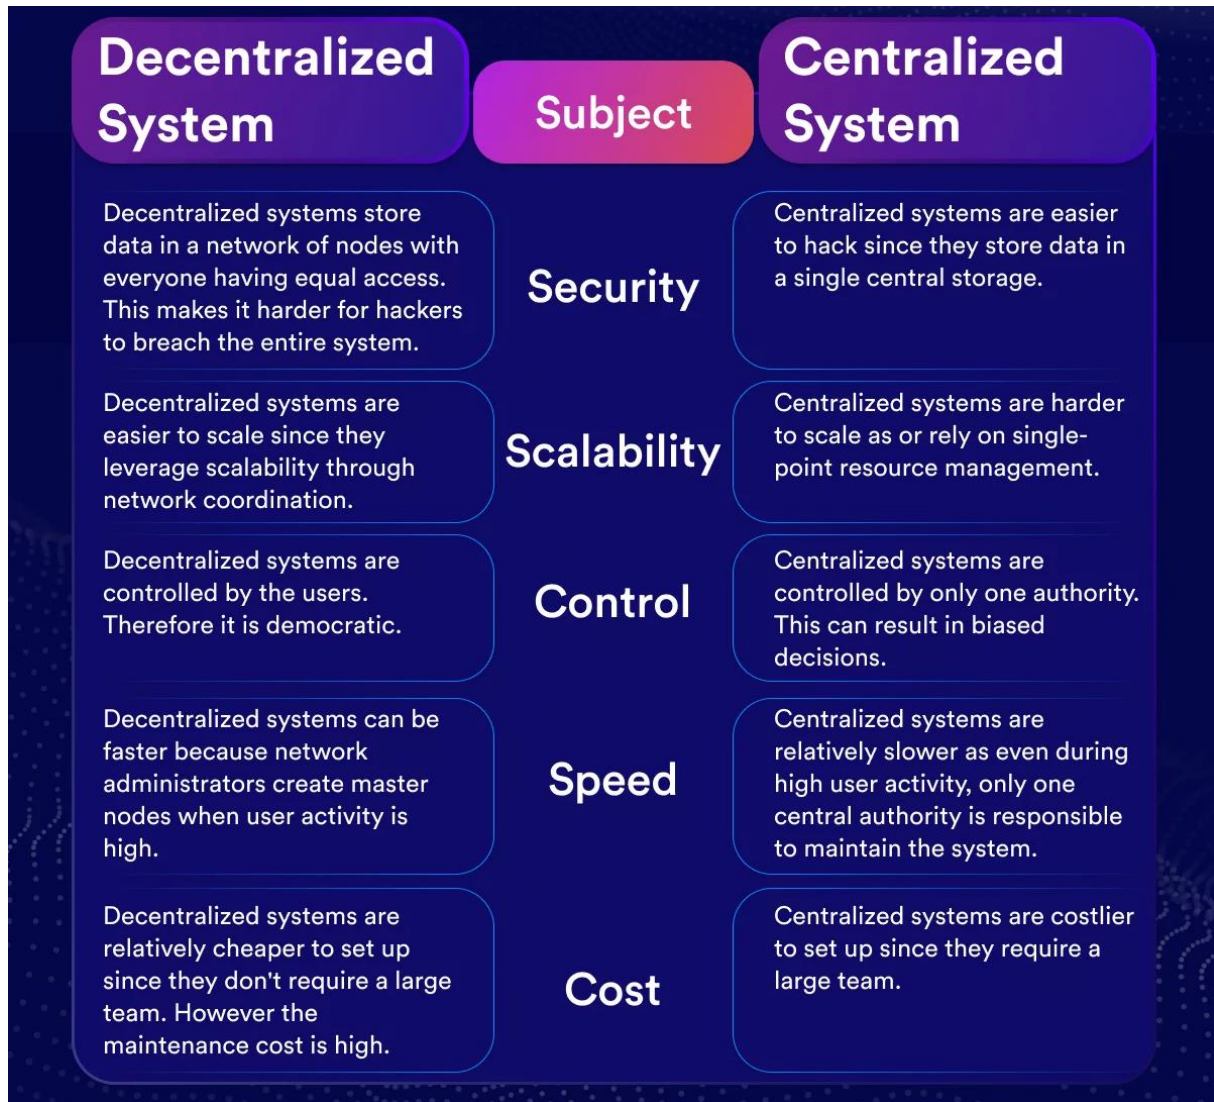 Decentralized
System
Subject
Centralized
System
Decentralized systems store
data in a network of nodes with
everyone having equal access.
This makes it harder for hackers
to breach the entire system.
Security
Centralized systems are easier
to hack since they store data in
a single central storage.
Decentralized systems are
easier to scale since they
leverage scalability through
network coordination.
Scalability
Centralized systems are harder
to scale as or rely on single-
point resource management.
Decentralized systems are
controlled by the users.
Therefore it is democratic.
Control
Centralized systems are
controlled by only one authority.
This can result in biased
decisions.
Decentralized systems can be
faster because network
administrators create master
nodes when user activity is
high.
Speed
Centralized systems are
relatively slower as even during
high user activity, only one
central authority is responsible
to maintain the system.
Decentralized systems are
relatively cheaper to set up
since they don't require a large
team. However the
maintenance cost is high.
Cost
Centralized systems are costlier
to set up since they require a
large team.